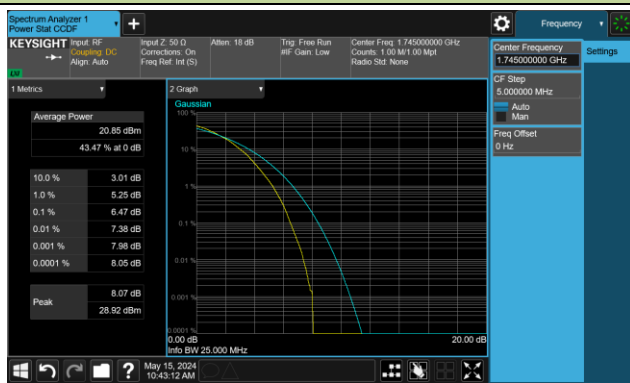 Spectrum Analyzer 1
Power Stat CCDF
+
Frequency
KEYSIGHT
Input: RF
Coupling: DC
Align: Auto
Input Z: 50 Ω
Corrections: On
Freq Ref: Int (S)
Atten: 18 dB
Trig: Free Run
#IF Gain: Low
Center Freq: 1.745000000 GHz
Counts: 1.00 M/1.00 Mpt
Radio Std: None
Center Frequency
1.745000000 GHz
Settings
CF Step
5.000000 MHz
Auto
Man
Freq Offset
0 Hz
1 Metrics
Average Power
20.85 dBm
43.47 % at 0 dB
10.0 % 3.01 dB
1.0 % 5.25 dB
0.1 % 6.47 dB
0.01 % 7.38 dB
0.001 % 7.98 dB
0.0001 % 8.05 dB
Peak
8.07 dB
28.92 dBm
2 Graph
Gaussian
100 %
10 %
1 %
0.1 %
0.01 %
0.001 %
0.0001 %
0.00 dB
20.00 dB
Info BW 25.000 MHz
?
May 15, 2024
10:43:12 AM